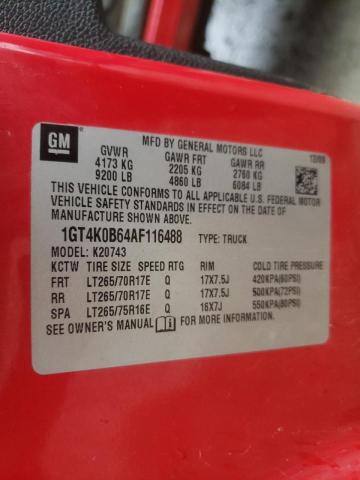 GM
MFD BY GENERAL MOTORS LLC
GVWR GAWR FRT GAWR RR 12/09
4173 KG 2205 KG 2760 KG
9200 LB 4860 LB 6084 LB
THIS VEHICLE CONFORMS TO ALL APPLICABLE U.S. FEDERAL MOTOR
VEHICLE SAFETY STANDARDS IN EFFECT ON THE DATE OF
MANUFACTURE SHOWN ABOVE.
1GT4K0B64AF116488 TYPE: TRUCK
MODEL: K20743
KCTW TIRE SIZE SPEED RTG RIM COLD TIRE PRESSURE
FRT LT265/70R17E Q 17X7.5J 420KPA(60PSI)
RR LT265/70R17E Q 17X7.5J 500KPA(72PSI)
SPA LT265/75R16E Q 16X7J 550KPA(80PSI)
SEE OWNER'S MANUAL FOR MORE INFORMATION.